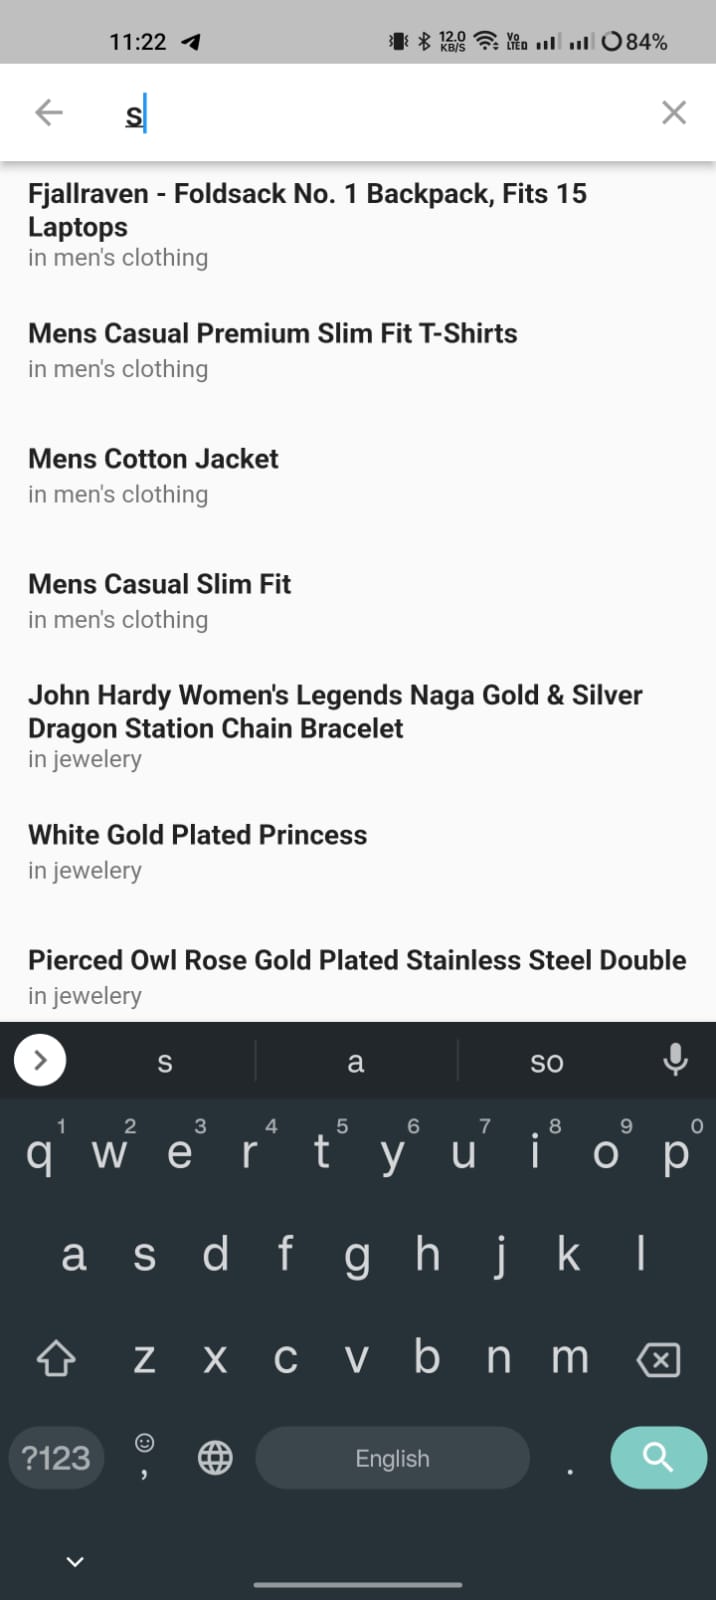 11:22 12.0 KB/S Vo LTE 84%
s
Fjallraven - Foldsack No. 1 Backpack, Fits 15
Laptops
in men's clothing
Mens Casual Premium Slim Fit T-Shirts
in men's clothing
Mens Cotton Jacket
in men's clothing
Mens Casual Slim Fit
in men's clothing
John Hardy Women's Legends Naga Gold & Silver
Dragon Station Chain Bracelet
in jewelery
White Gold Plated Princess
in jewelery
Pierced Owl Rose Gold Plated Stainless Steel Double
in jewelery
s a so
1 2 3 4 5 6 7 8 9 0
q w e r t y u i o p
a s d f g h j k l
z x c v b n m
?123 , English .